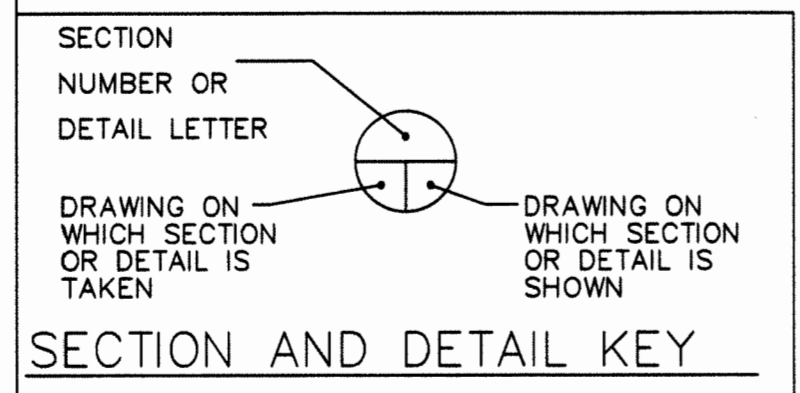 SECTION
NUMBER OR
DETAIL LETTER
DRAWING ON
WHICH SECTION
OR DETAIL IS
TAKEN
DRAWING ON
WHICH SECTION
OR DETAIL IS
SHOWN
SECTION AND DETAIL KEY